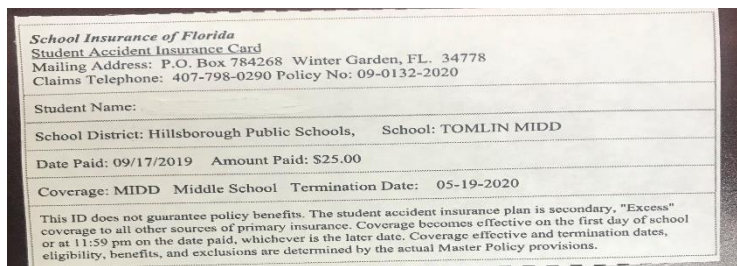 School Insurance of Florida
Student Accident Insurance Card
Mailing Address: P.O. Box 784268 Winter Garden, FL. 34778
Claims Telephone: 407-798-0290 Policy No: 09-0132-2020
Student Name:
School District: Hillsborough Public Schools, School: TOMLIN MIDD
Date Paid: 09/17/2019 Amount Paid: $25.00
Coverage: MIDD Middle School Termination Date: 05-19-2020
This ID does not guarantee policy benefits. The student accident insurance plan is secondary, "Excess"
coverage to all other sources of primary insurance. Coverage becomes effective on the first day of school
or at 11:59 pm on the date paid, whichever is the later date. Coverage effective and termination dates,
eligibility, benefits, and exclusions are determined by the actual Master Policy provisions.